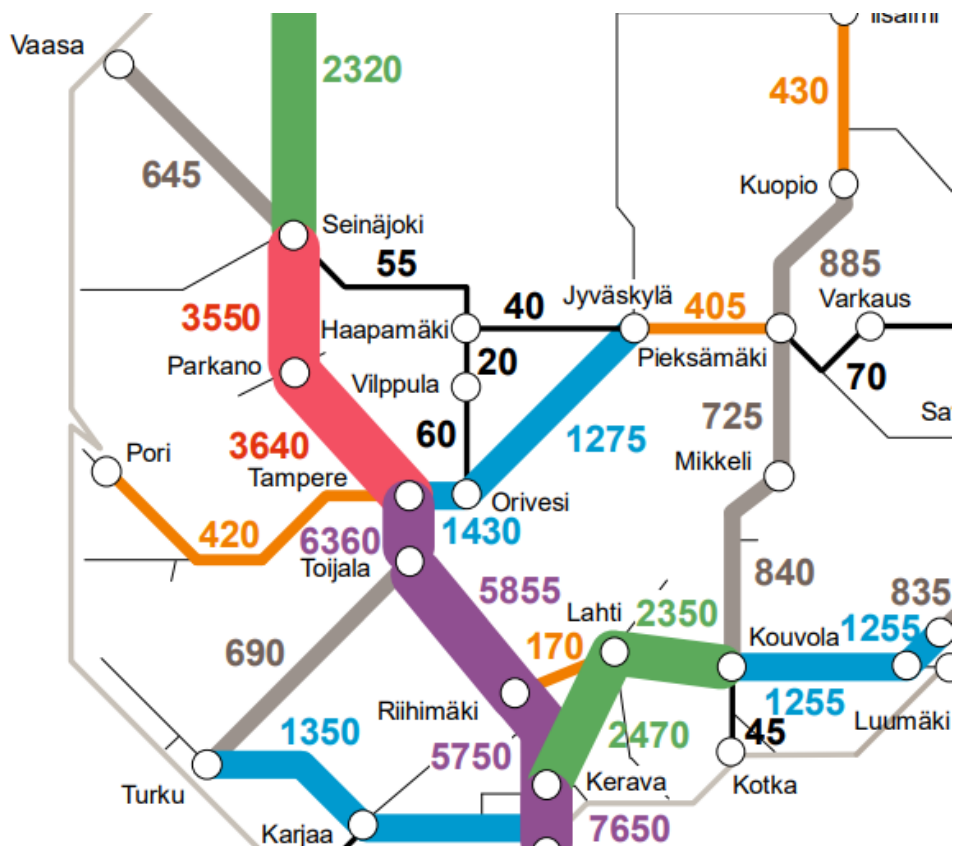 Iisalmi
Vaasa
2320
430
645
Kuopio
Seinäjoki
55
885
Jyväskylä
40
405
Varkaus
3550
Haapamäki
Parkano
20
Pieksämäki
70
Vilppula
60
1275
725
Sa
3640
Pori
Mikkeli
Tampere
Orivesi
420
6360
1430
Toijala
5855
840
835
Lahti
2350
Kouvola
1255
690
170
1255
Riihimäki
Luumäki
1350
5750
2470
45
Turku
Kerava
Kotka
Karjaa
7650